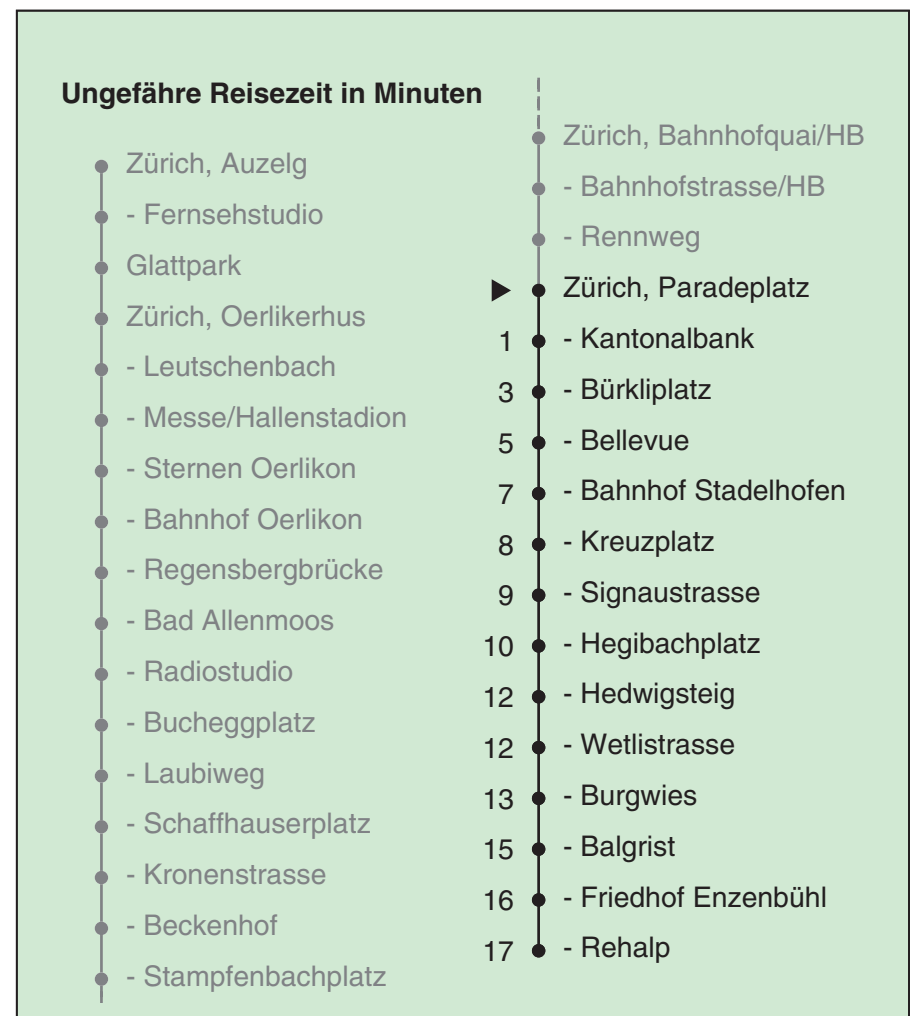 Ungefähre Reisezeit in Minuten
Zürich, Auzelg
- Fernsehstudio
Glattpark
Zürich, Oerlikerhus
- Leutschenbach
- Messe/Hallenstadion
- Sternen Oerlikon
- Bahnhof Oerlikon
- Regensbergbrücke
- Bad Allenmoos
- Radiostudio
- Bucheggplatz
- Laubiweg
- Schaffhauserplatz
- Kronenstrasse
- Beckenhof
- Stampfenbachplatz
Zürich, Bahnhofquai/HB
- Bahnhofstrasse/HB
- Rennweg
Zürich, Paradeplatz
1 - Kantonalbank
3 - Bürkliplatz
5 - Bellevue
7 - Bahnhof Stadelhofen
8 - Kreuzplatz
9 - Signaustrasse
10 - Hegibachplatz
12 - Hedwigsteig
12 - Wetlistrasse
13 - Burgwies
15 - Balgrist
16 - Friedhof Enzenbühl
17 - Rehalp